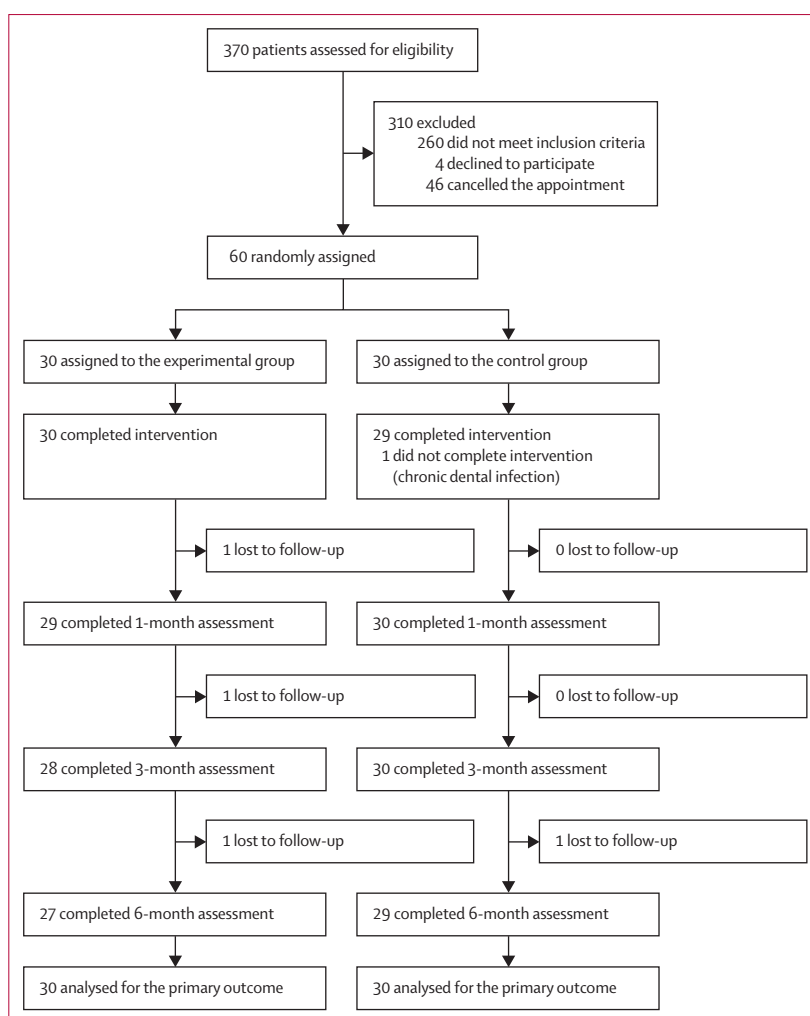 370 patients assessed for eligibility
310 excluded
260 did not meet inclusion criteria
4 declined to participate
46 cancelled the appointment
60 randomly assigned
30 assigned to the experimental group
30 assigned to the control group
30 completed intervention
29 completed intervention
1 did not complete intervention
(chronic dental infection)
1 lost to follow-up
0 lost to follow-up
29 completed 1-month assessment
30 completed 1-month assessment
1 lost to follow-up
0 lost to follow-up
28 completed 3-month assessment
30 completed 3-month assessment
1 lost to follow-up
1 lost to follow-up
27 completed 6-month assessment
29 completed 6-month assessment
30 analysed for the primary outcome
30 analysed for the primary outcome